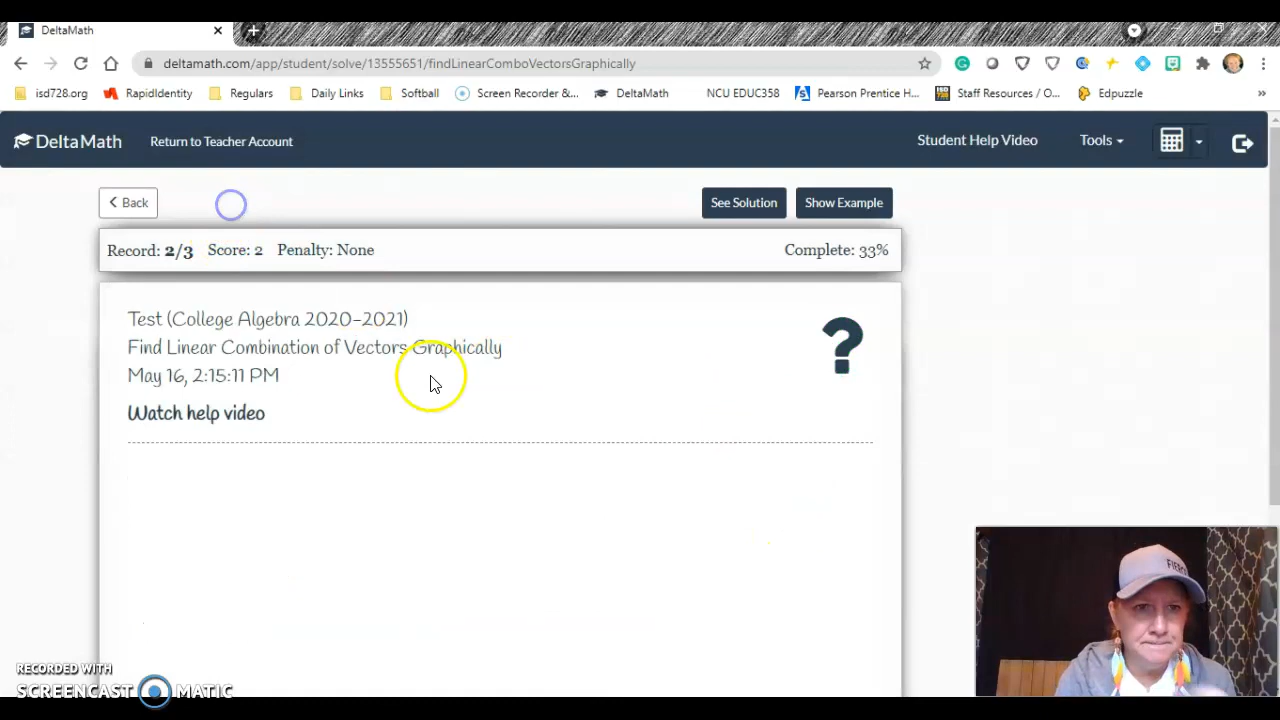 DeltaMath
deltamath.com/app/student/solve/13555651/findLinearComboVectorsGraphically
isd728.org RapidIdentity Regulars Daily Links Softball Screen Recorder &... DeltaMath NCU EDUC358 Pearson Prentice H... Staff Resources / O... Edpuzzle »
DeltaMath Return to Teacher Account Student Help Video Tools
Back See Solution Show Example
Record: 2/3 Score: 2 Penalty: None Complete: 33%
Test (College Algebra 2020-2021)
Find Linear Combination of Vectors Graphically
May 16, 2:15:11 PM
?
Watch help video
FIERCE
RECORDED WITH
SCREENCAST MATIC